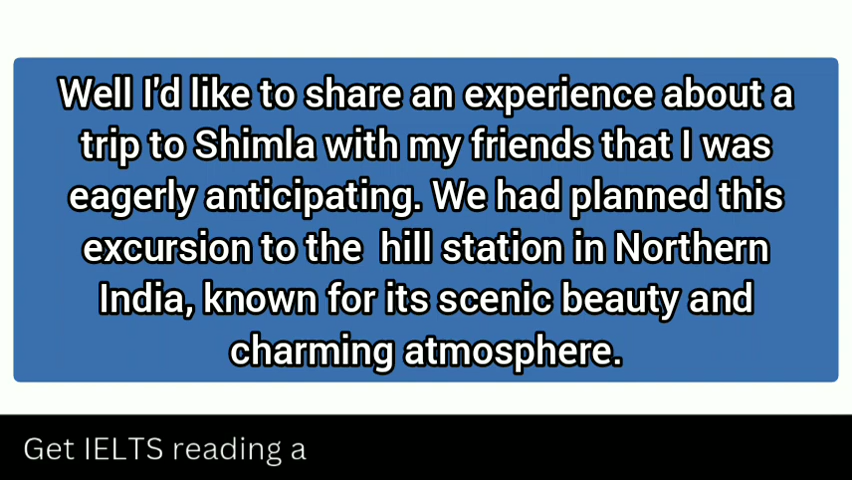 Well I'd like to share an experience about a
trip to Shimla with my friends that I was
eagerly anticipating. We had planned this
excursion to the hill station in Northern
India, known for its scenic beauty and
charming atmosphere.
Get IELTS reading a